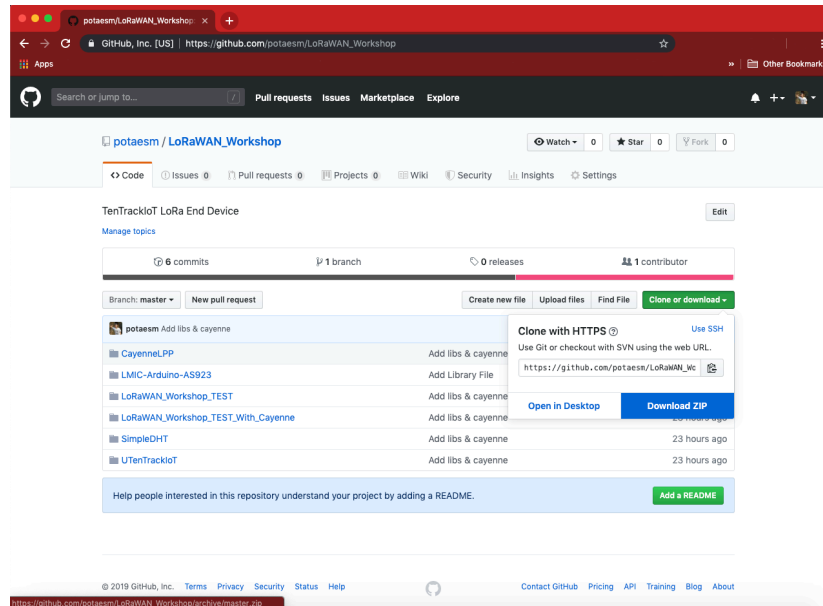 potaesm/LoRaWAN_Workshop
GitHub, Inc. [US] | https://github.com/potaesm/LoRaWAN_Workshop
Apps
» Other Bookmark
Search or jump to... / Pull requests Issues Marketplace Explore
potaesm / LoRaWAN_Workshop
Watch 0 Star 0 Fork 0
Code Issues 0 Pull requests 0 Projects 0 Wiki Security Insights Settings
TenTrackIoT LoRa End Device Edit
Manage topics
6 commits 1 branch 0 releases 1 contributor
Branch: master New pull request Create new file Upload files Find File Clone or download
potaesm Add libs & cayenne
CayenneLPP Add libs & cayenne
LMIC-Arduino-AS923 Add Library File
LoRaWAN_Workshop_TEST Add libs & cayenne
LoRaWAN_Workshop_TEST_With_Cayenne Add libs & cayenne 23 hours ago
SimpleDHT Add libs & cayenne 23 hours ago
UTenTrackIoT Add libs & cayenne 23 hours ago
Clone with HTTPS Use SSH
Use Git or checkout with SVN using the web URL.
https://github.com/potaesm/LoRaWAN_Wo
Open in Desktop Download ZIP
Help people interested in this repository understand your project by adding a README. Add a README
© 2019 GitHub, Inc. Terms Privacy Security Status Help Contact GitHub Pricing API Training Blog About
https://github.com/potaesm/LoRaWAN_Workshop/archive/master.zip